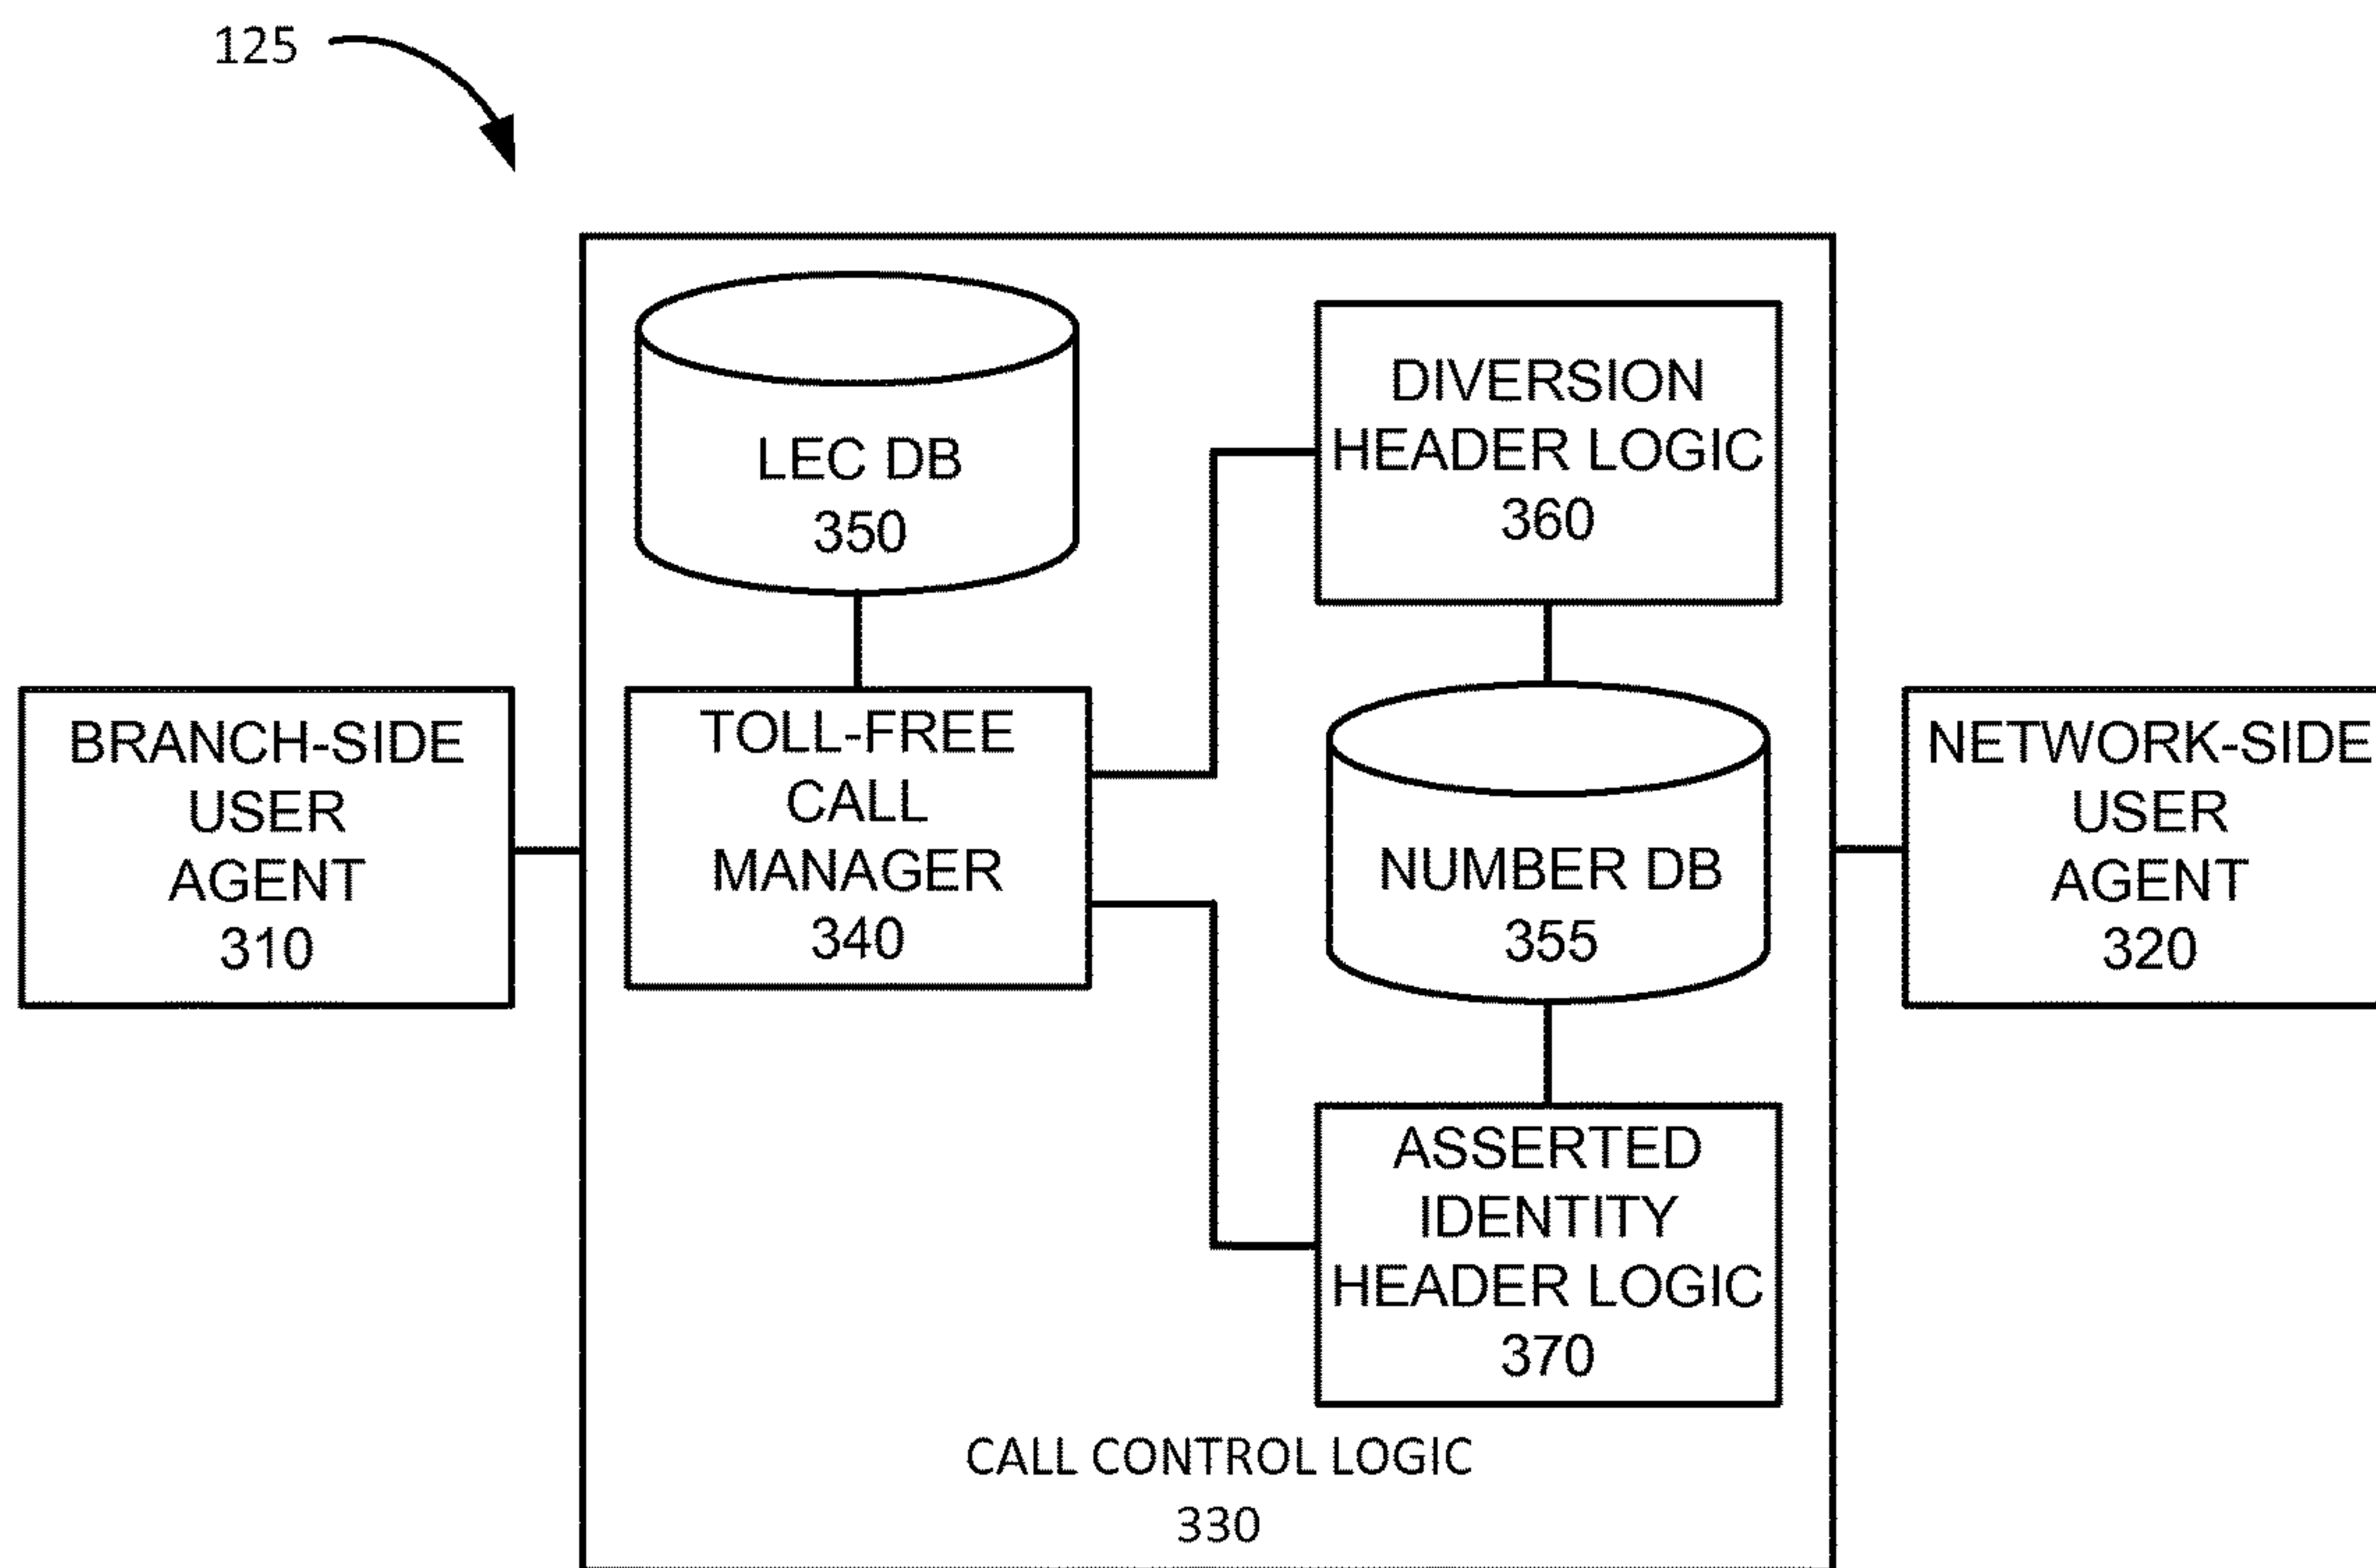 125
LEC DB
350
DIVERSION
HEADER LOGIC
360
BRANCH-SIDE
USER
AGENT
310
TOLL-FREE
CALL
MANAGER
340
NUMBER DB
355
NETWORK-SIDE
USER
AGENT
320
ASSERTED
IDENTITY
HEADER LOGIC
370
CALL CONTROL LOGIC
330